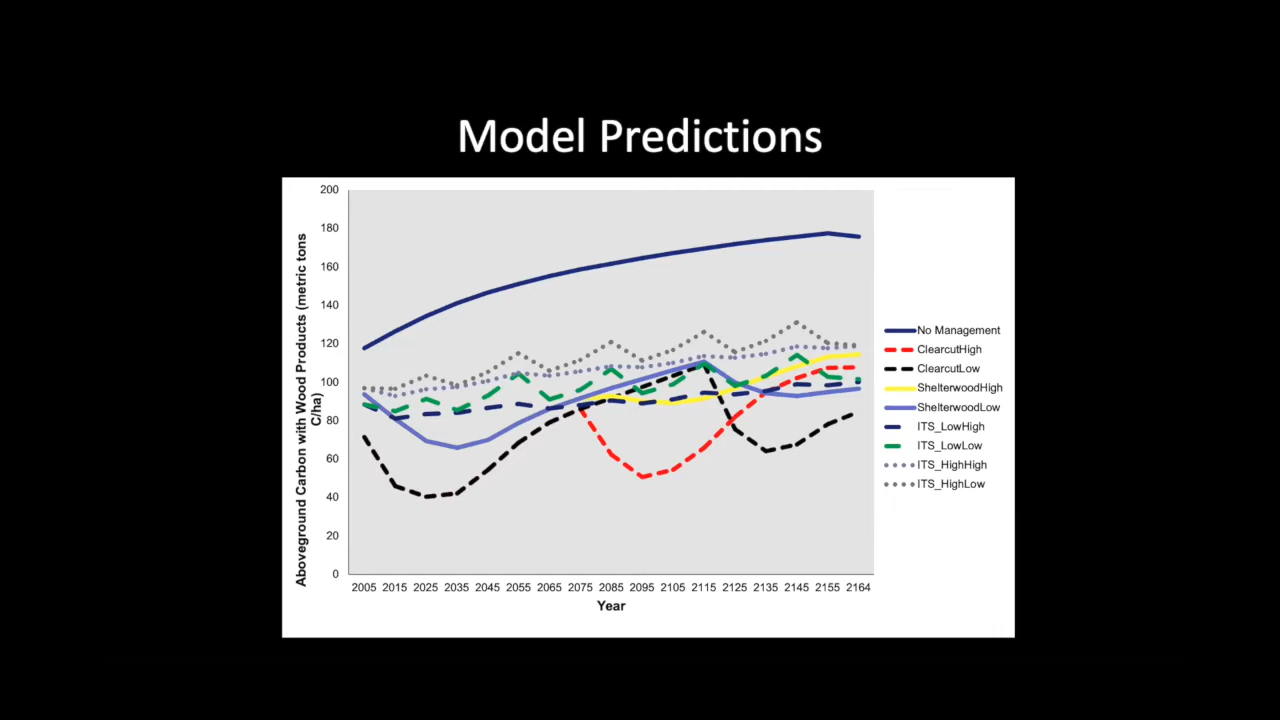 Model Predictions
Aboveground Carbon with Wood Products (metric tons
C/ha)
200
180
160
140
120
100
80
60
40
20
0
2005 2015 2025 2035 2045 2055 2065 2075 2085 2095 2105 2115 2125 2135 2145 2155 2164
Year
No Management
ClearcutHigh
ClearcutLow
ShelterwoodHigh
ShelterwoodLow
ITS_LowHigh
ITS_LowLow
ITS_HighHigh
ITS_HighLow